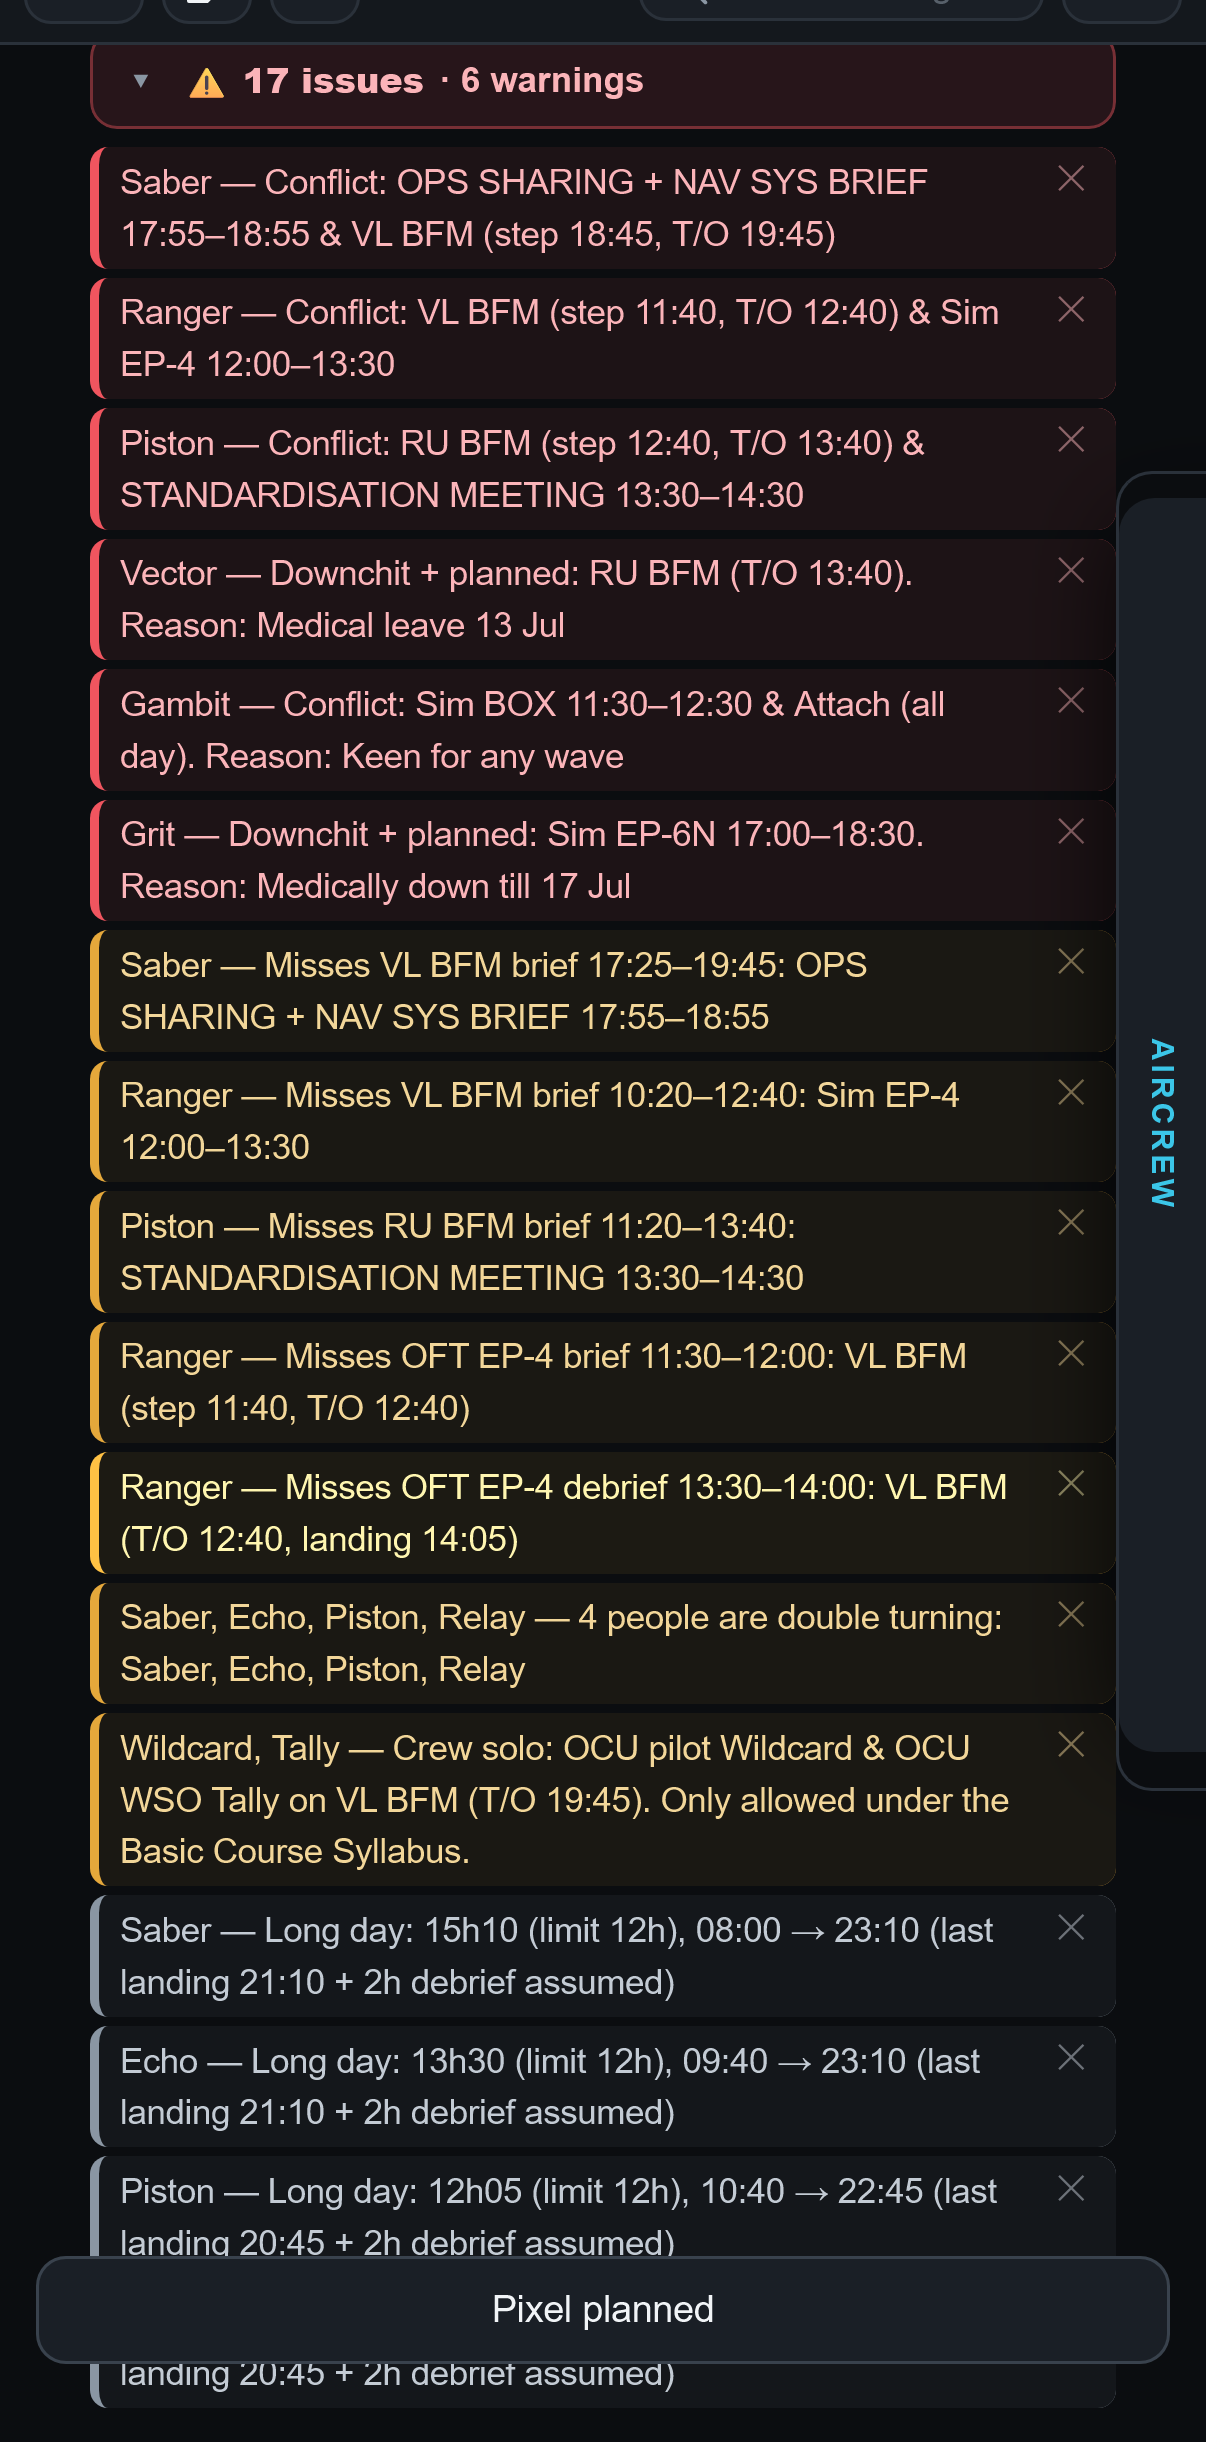 17 issues · 6 warnings
Saber — Conflict: OPS SHARING + NAV SYS BRIEF
17:55–18:55 & VL BFM (step 18:45, T/O 19:45)
Ranger — Conflict: VL BFM (step 11:40, T/O 12:40) & Sim
EP-4 12:00–13:30
Piston — Conflict: RU BFM (step 12:40, T/O 13:40) &
STANDARDISATION MEETING 13:30–14:30
Vector — Downchit + planned: RU BFM (T/O 13:40).
Reason: Medical leave 13 Jul
Gambit — Conflict: Sim BOX 11:30–12:30 & Attach (all
day). Reason: Keen for any wave
Grit — Downchit + planned: Sim EP-6N 17:00–18:30.
Reason: Medically down till 17 Jul
Saber — Misses VL BFM brief 17:25–19:45: OPS
SHARING + NAV SYS BRIEF 17:55–18:55
Ranger — Misses VL BFM brief 10:20–12:40: Sim EP-4
12:00–13:30
Piston — Misses RU BFM brief 11:20–13:40:
STANDARDISATION MEETING 13:30–14:30
Ranger — Misses OFT EP-4 brief 11:30–12:00: VL BFM
(step 11:40, T/O 12:40)
Ranger — Misses OFT EP-4 debrief 13:30–14:00: VL BFM
(T/O 12:40, landing 14:05)
Saber, Echo, Piston, Relay — 4 people are double turning:
Saber, Echo, Piston, Relay
Wildcard, Tally — Crew solo: OCU pilot Wildcard & OCU
WSO Tally on VL BFM (T/O 19:45). Only allowed under the
Basic Course Syllabus.
Saber — Long day: 15h10 (limit 12h), 08:00 → 23:10 (last
landing 21:10 + 2h debrief assumed)
Echo — Long day: 13h30 (limit 12h), 09:40 → 23:10 (last
landing 21:10 + 2h debrief assumed)
Piston — Long day: 12h05 (limit 12h), 10:40 → 22:45 (last
landing 20:45 + 2h debrief assumed)
Pixel planned
landing 20:45 + 2h debrief assumed)
AIRCREW